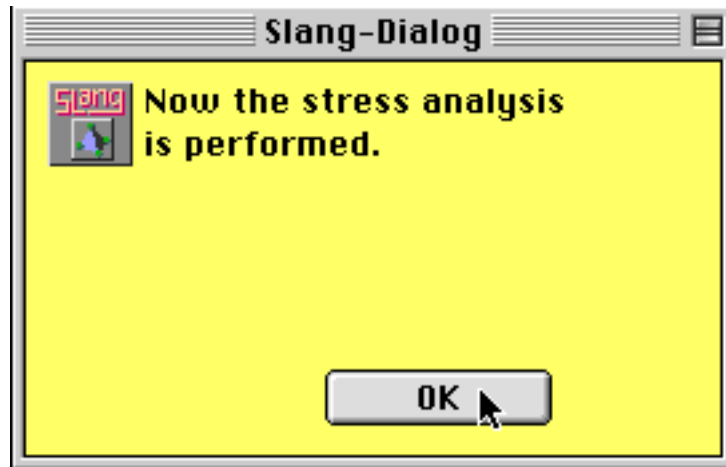 Slang-Dialog
slang
Now the stress analysis
is performed.
OK